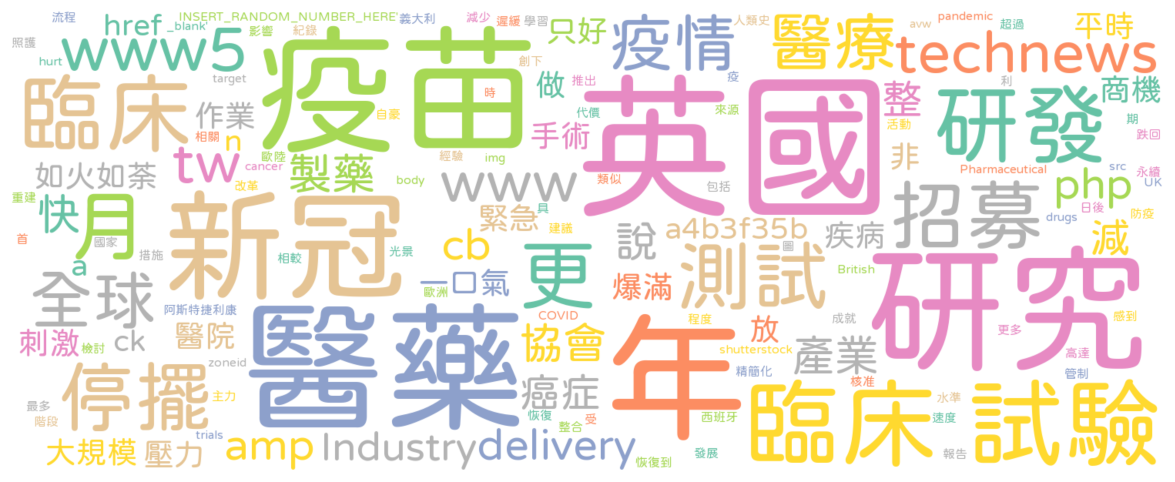 流程 INSERT_RANDOM_NUMBER_HERE 義大利 減少 遲緩 學習 人類史 pandemic 超過
href _blank' 影響 紀錄 只好 疫情 醫療 avw 平時
照護 www5 創下 technews
hurt target 疫苗 時 做 推出 疫 英國 整 利 研發 商機
臨床 作業 自豪 代價 來源 活動 期 跌回
相關 n 手術
tw cancer 歐陸 製藥 經驗 img 非 Pharmaceutical src 永續
如火如荼 改革 body www 類似 包括 php UK
重建 快 月 緊急 具 建議 a4b3f35b 招募 drugs 日後 防疫
首 國家 措施 新冠 cb 說 圖 疾病 減
a 相較 光景 更 測試 British 研究
全球 一口氣 歐洲 爆滿
阿斯特捷利康 COVID 程度 成就 更多 感到
刺激 檢討 ck 醫院 醫藥 協會 年 放 產業
zoneid shutterstock 高達
停擺 主力 癌症 精簡化 核准 管制
最多 階段 恢復 受 西班牙 臨床試驗 水準 速度
trials 整合
大規模 壓力 amp Industry delivery 恢復到 發展 報告